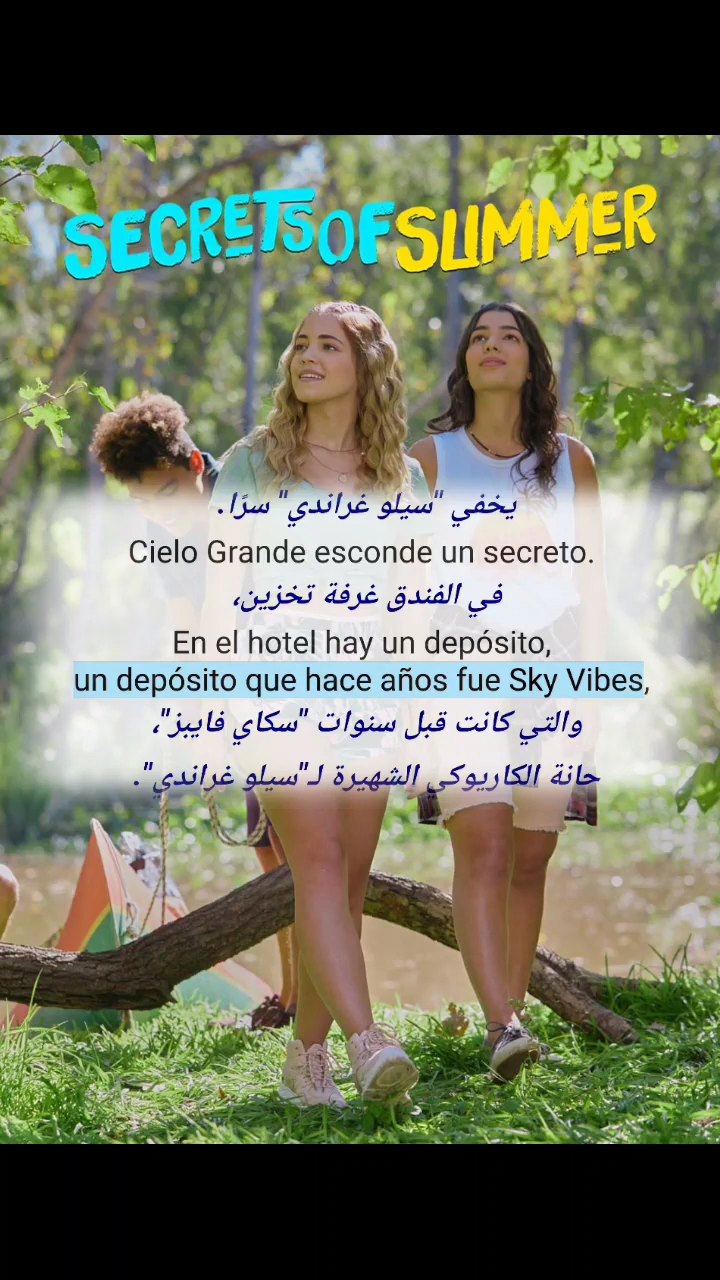 SECRETS OF SUMMER
يخفي "سيلو غراندي" سرًا.
Cielo Grande esconde un secreto.
في الفندق غرفة تخزين،
En el hotel hay un depósito,
un depósito que hace años fue Sky Vibes,
والتي كانت قبل سنوات "سكاي فايبز"،
حانة الكاريوكي الشهيرة لـ"سيلو غراندي".